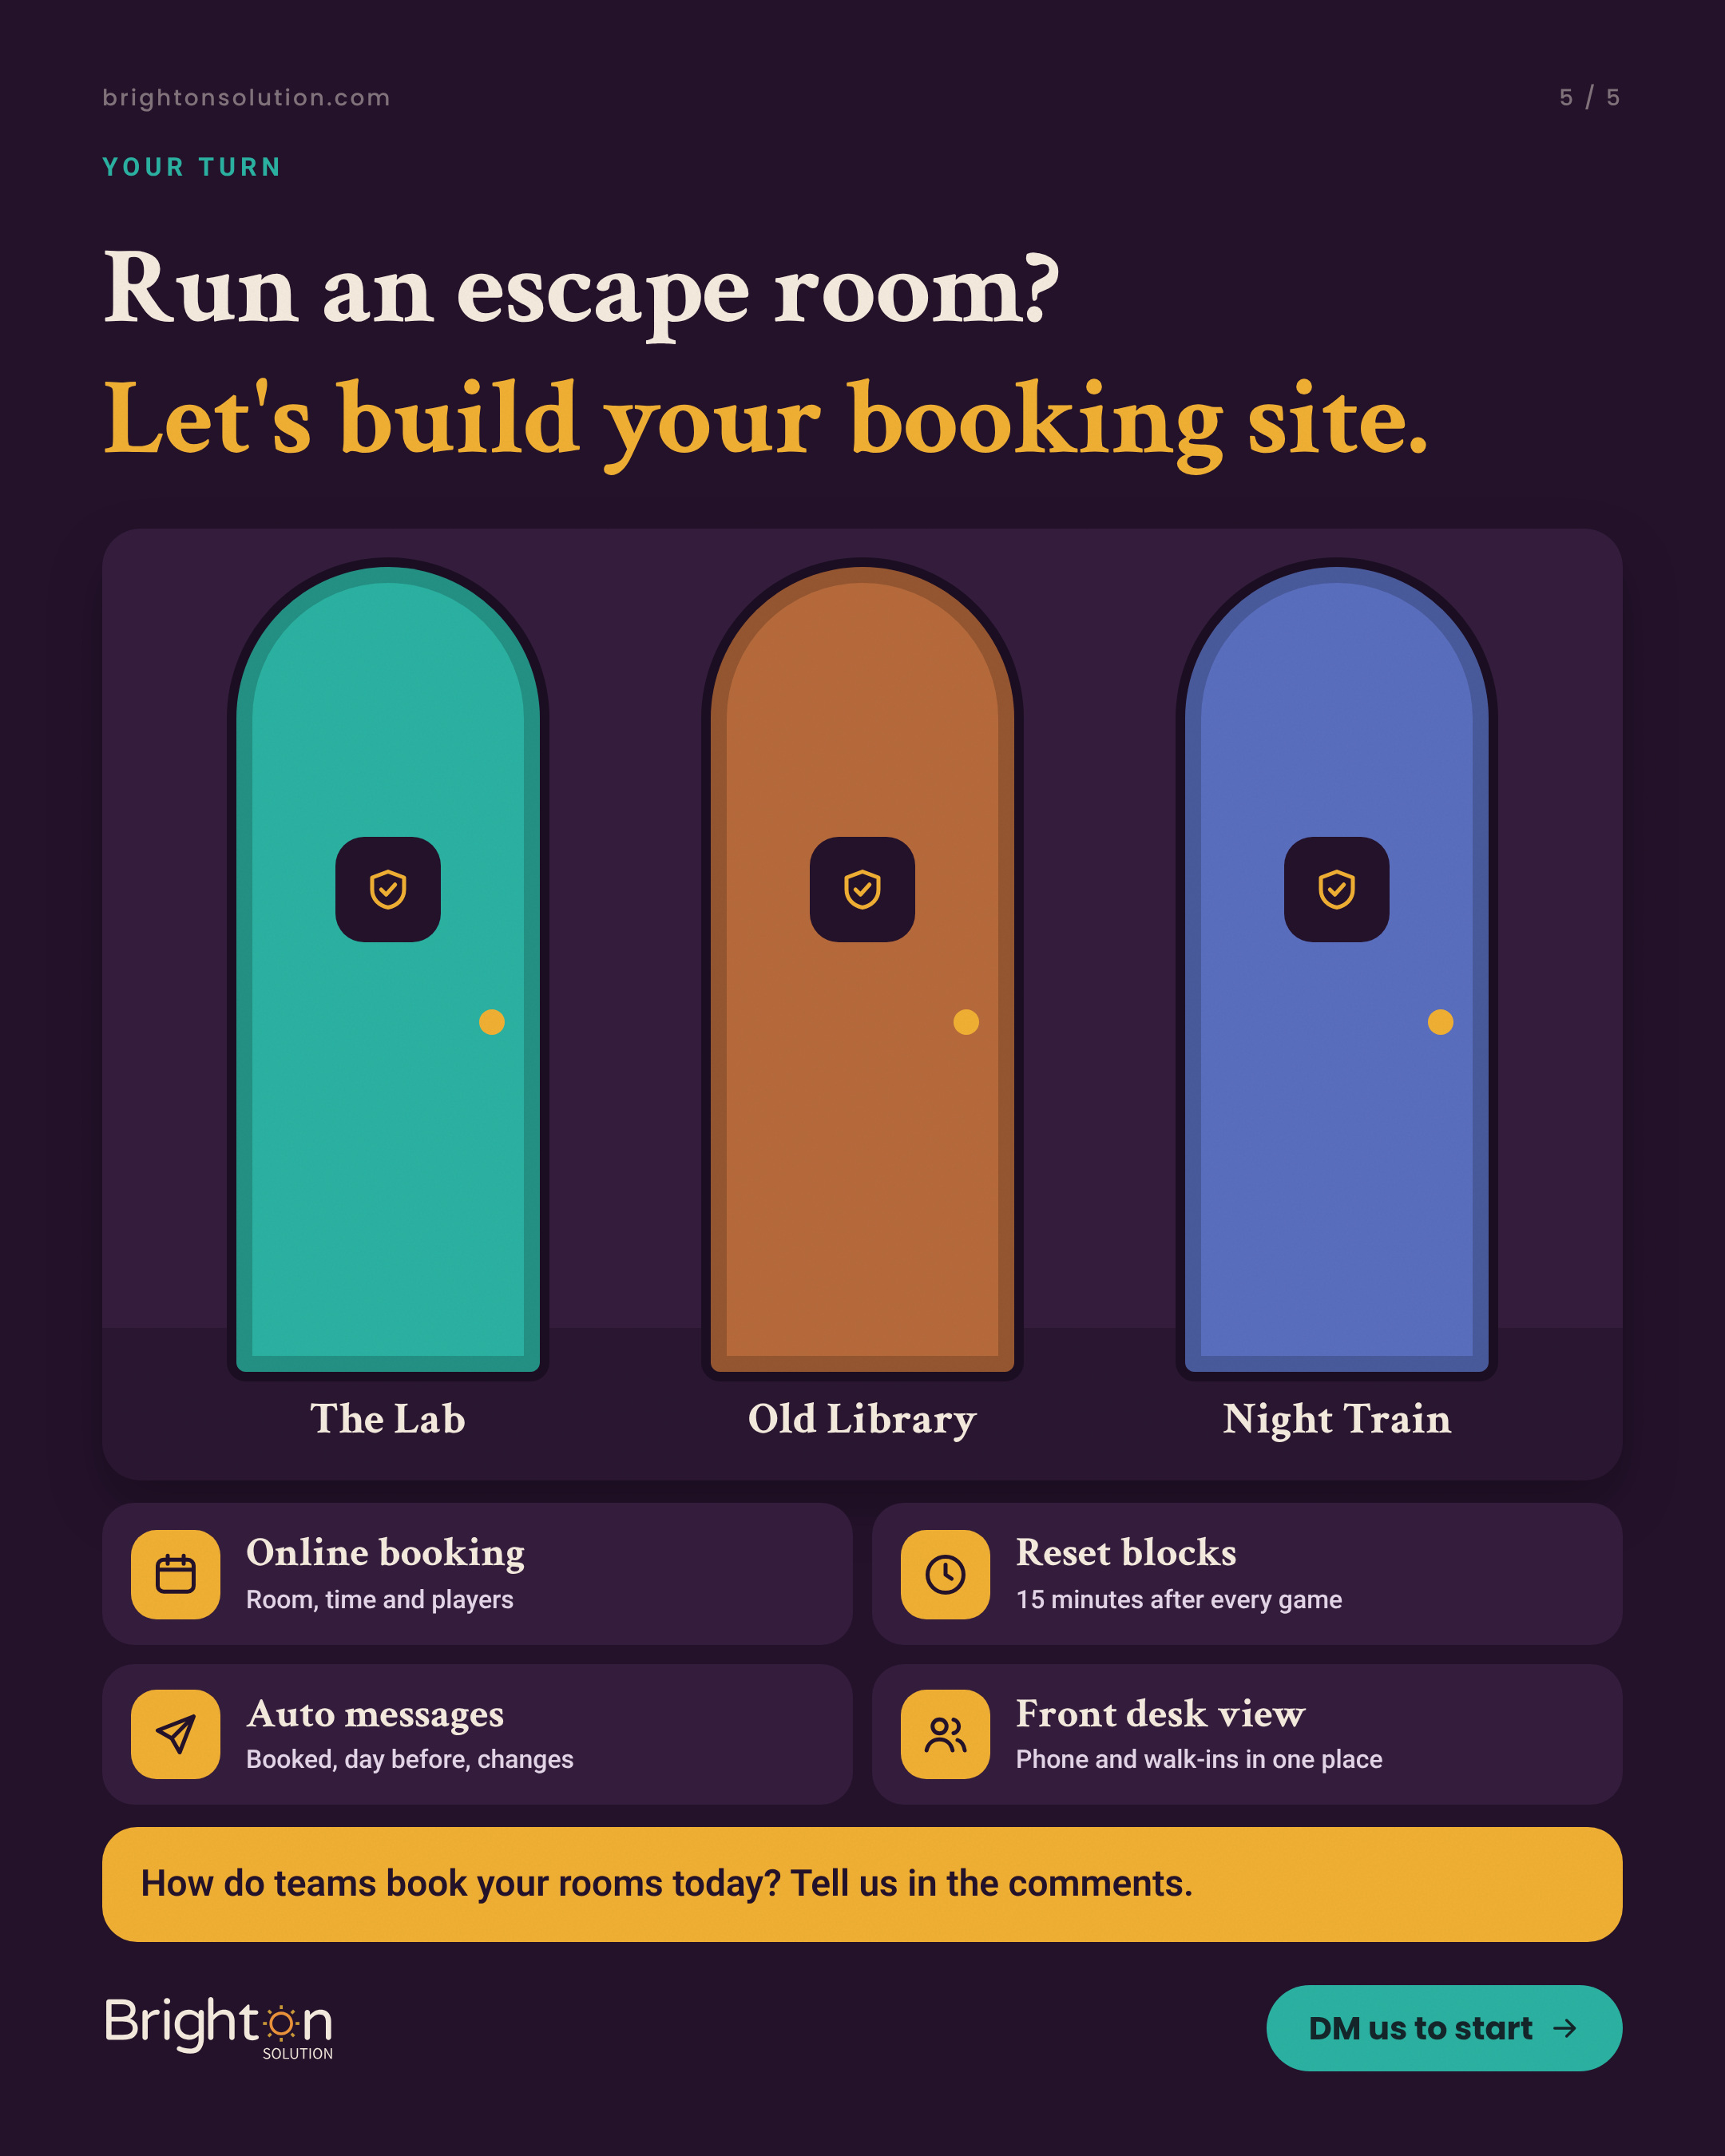 brightonsolution.com
5 / 5
YOUR TURN
Run an escape room?
Let's build your booking site.
The Lab
Old Library
Night Train
Online booking
Room, time and players
Reset blocks
15 minutes after every game
Auto messages
Booked, day before, changes
Front desk view
Phone and walk-ins in one place
How do teams book your rooms today? Tell us in the comments.
Brighton
SOLUTION
DM us to start →